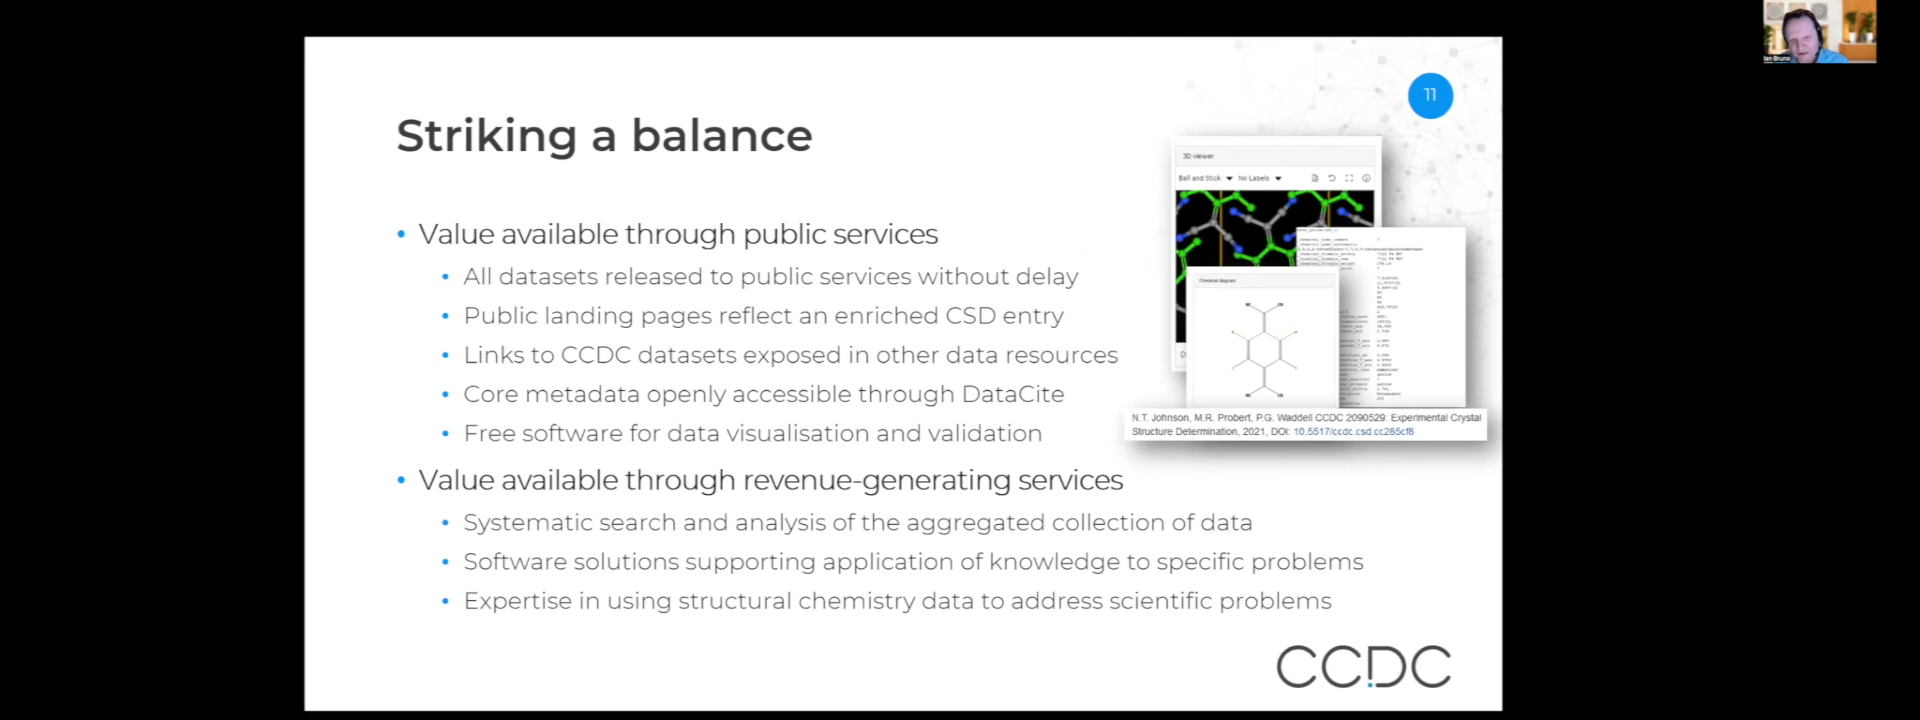 Ian Bruno
11
Striking a balance
3D viewer
Ball and Stick No Labels
Chemical diagram
• Value available through public services
• All datasets released to public services without delay
• Public landing pages reflect an enriched CSD entry
• Links to CCDC datasets exposed in other data resources
• Core metadata openly accessible through DataCite
• Free software for data visualisation and validation
N.T. Johnson, M.R. Probert, P.G. Waddell CCDC 2090529: Experimental Crystal
Structure Determination, 2021, DOI: 10.5517/ccdc.csd.cc285cf8
• Value available through revenue-generating services
• Systematic search and analysis of the aggregated collection of data
• Software solutions supporting application of knowledge to specific problems
• Expertise in using structural chemistry data to address scientific problems
CCDC